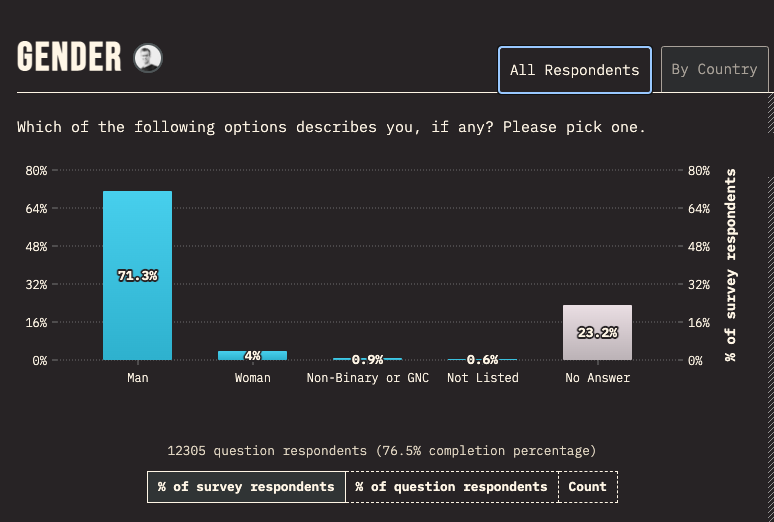 GENDER
All Respondents
By Country
Which of the following options describes you, if any? Please pick one.
80%
64%
48%
32%
16%
0%
71.3%
4%
0.9%
0.6%
23.2%
80%
64%
48%
32%
16%
0%
% of survey respondents
Man
Woman
Non-Binary or GNC
Not Listed
No Answer
12305 question respondents (76.5% completion percentage)
% of survey respondents
% of question respondents
Count